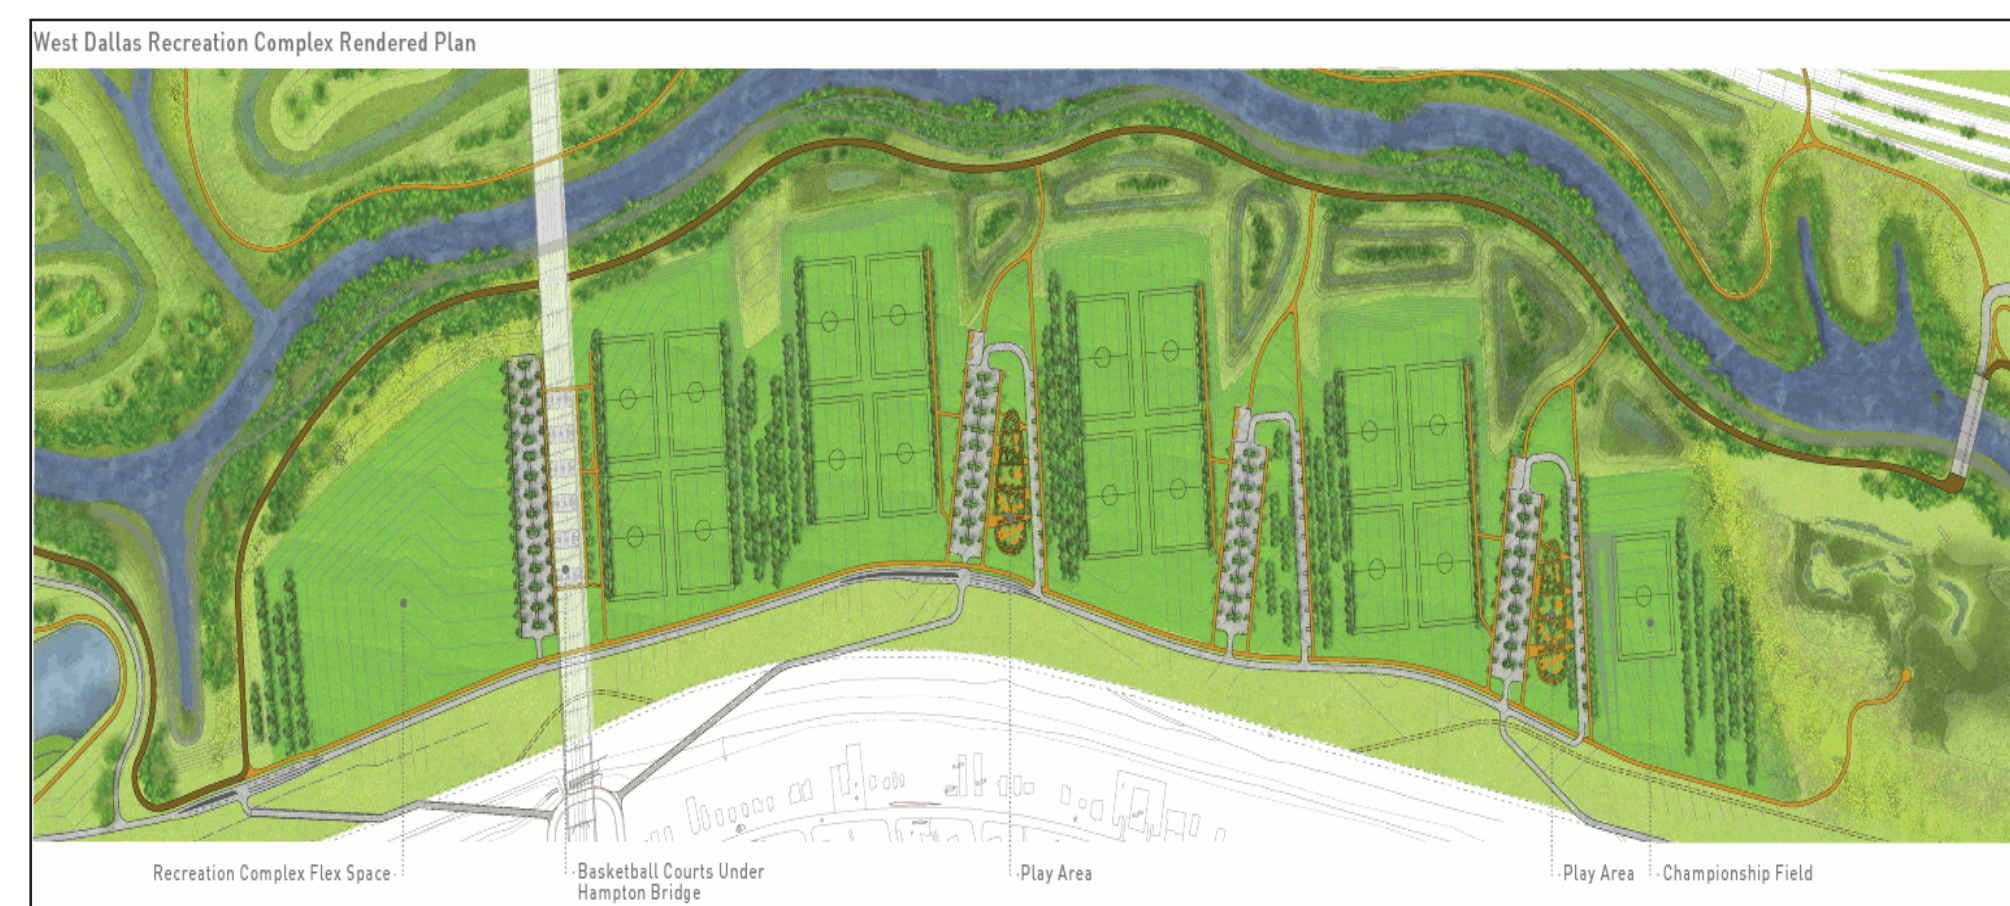 West Dallas Recreation Complex Rendered Plan
Recreation Complex Flex Space
Basketball Courts Under
Hampton Bridge
Play Area
Play Area
Championship Field